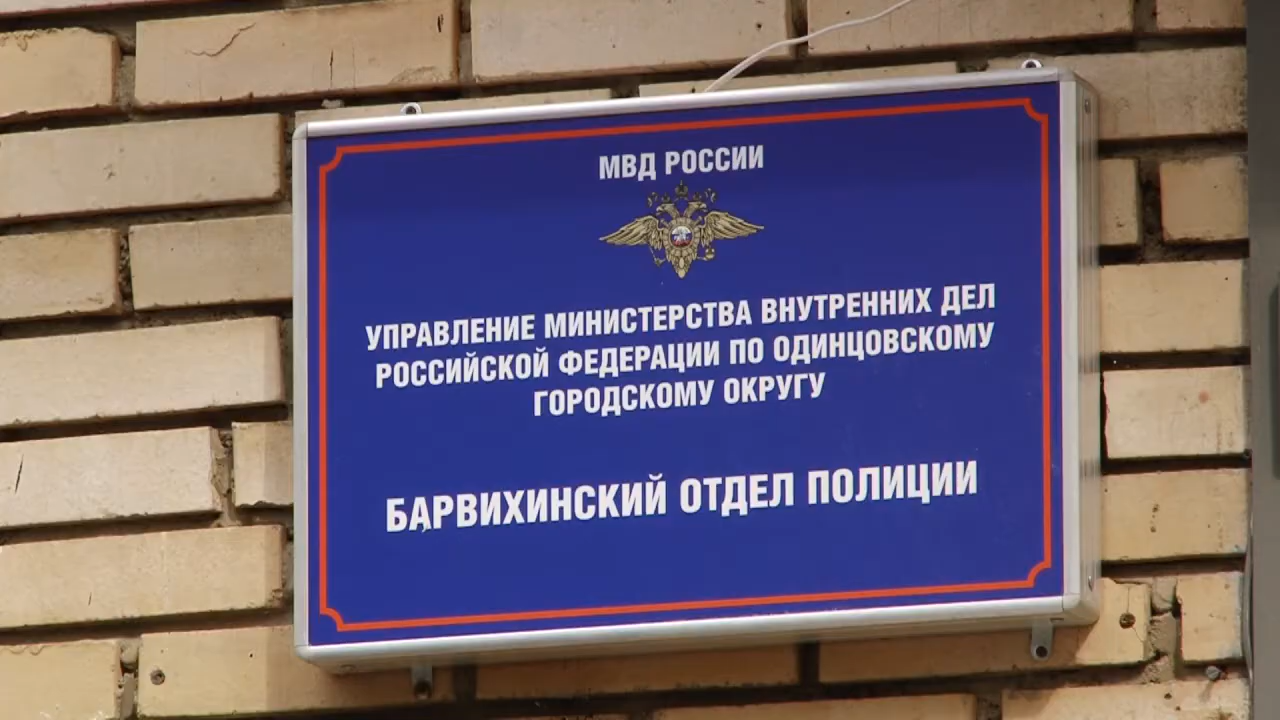 МВД РОССИИ
УПРАВЛЕНИЕ МИНИСТЕРСТВА ВНУТРЕННИХ ДЕЛ
РОССИЙСКОЙ ФЕДЕРАЦИИ ПО ОДИНЦОВСКОМУ
ГОРОДСКОМУ ОКРУГУ
БАРВИХИНСКИЙ ОТДЕЛ ПОЛИЦИИ